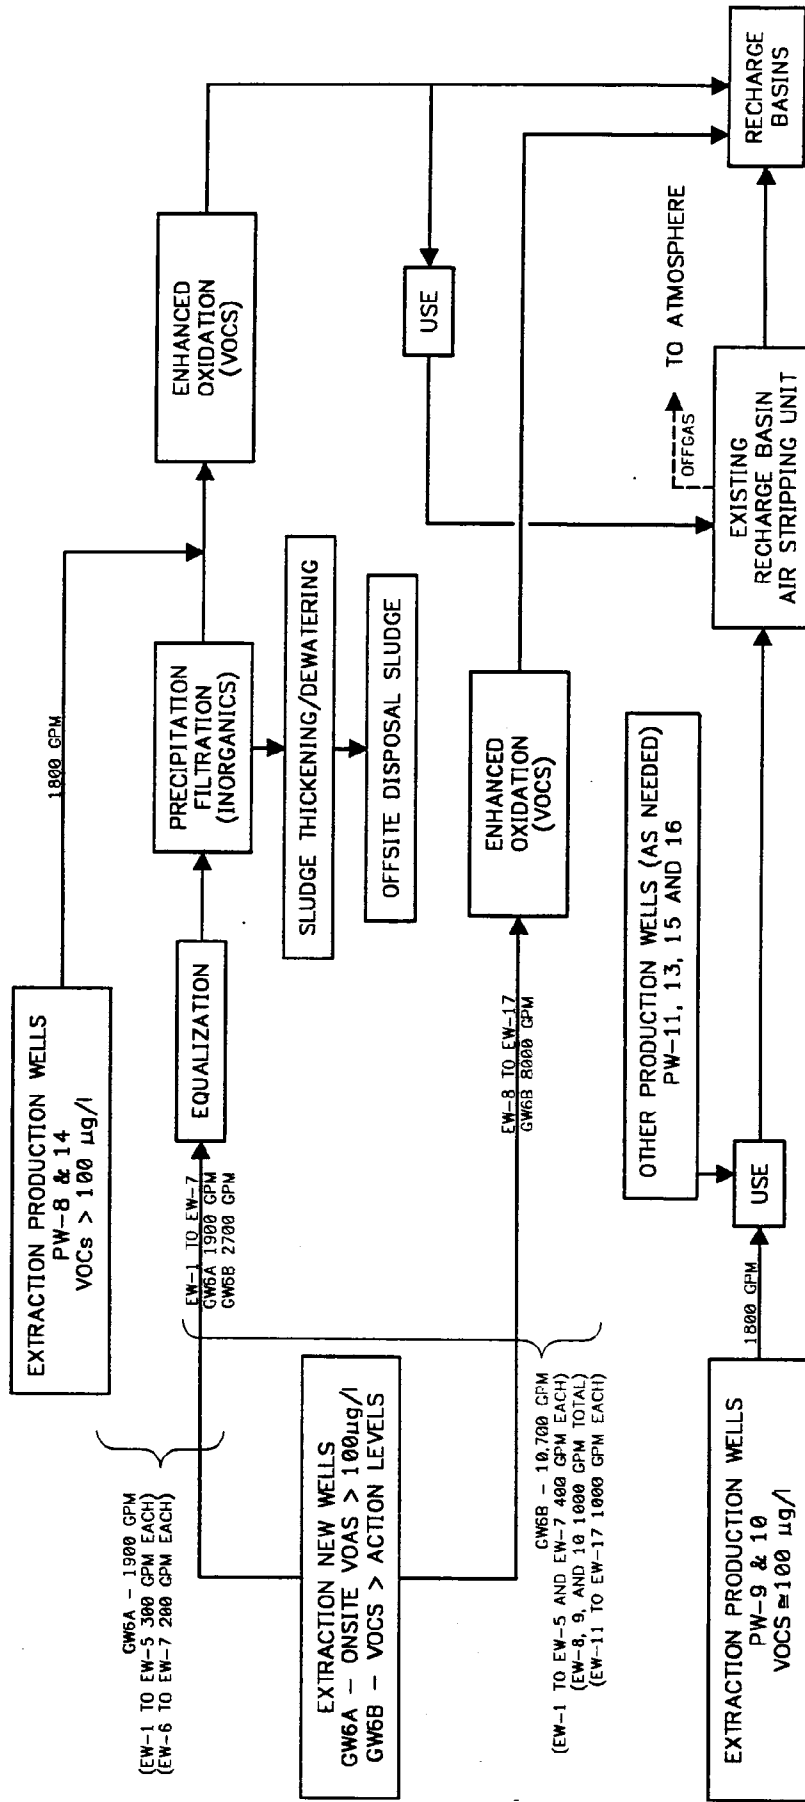 EXTRACTION PRODUCTION WELLS
PW-8 & 14
VOCs > 100 µg/l
1800 GPM
GW6A - 1900 GPM
(EW-1 TO EW-5 300 GPM EACH)
(EW-6 TO EW-7 200 GPM EACH)
EW-1 TO EW-7
GW6A 1900 GPM
GW6B 2700 GPM
EQUALIZATION
PRECIPITATION
FILTRATION
(INORGANICS)
ENHANCED
OXIDATION
(VOCS)
SLUDGE THICKENING/DEWATERING
OFFSITE DISPOSAL SLUDGE
EXTRACTION NEW WELLS
GW6A - ONSITE VOAS > 100µg/l
GW6B - VOCS > ACTION LEVELS
USE
EW-8 TO EW-17
GW6B 8000 GPM
ENHANCED
OXIDATION
(VOCS)
GW6B - 10,700 GPM
(EW-1 TO EW-5 AND EW-7 400 GPM EACH)
(EW-8, 9, AND 10 1000 GPM TOTAL)
(EW-11 TO EW-17 1000 GPM EACH)
OTHER PRODUCTION WELLS (AS NEEDED)
PW-11, 13, 15 AND 16
OFFGAS
TO ATMOSPHERE
EXTRACTION PRODUCTION WELLS
PW-9 & 10
VOCS ≅100 µg/l
1800 GPM
USE
EXISTING
RECHARGE BASIN
AIR STRIPPING UNIT
RECHARGE
BASINS